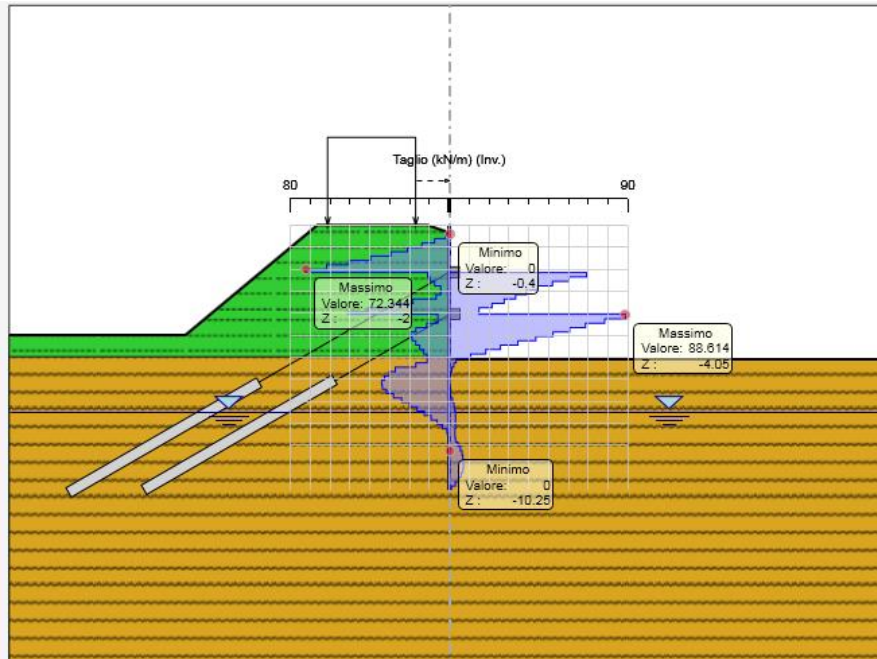 Taglio (kN/m) (Inv.)
80
90
Minimo
Valore: 0
Z : -0.4
Massimo
Valore: 72.344
Z : -2
Massimo
Valore: 88.614
Z : -4.05
Minimo
Valore: 0
Z : -10.25